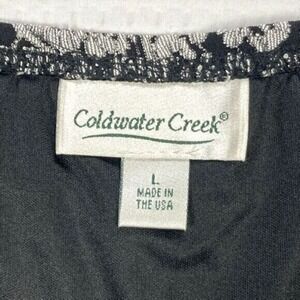 Coldwater Creek®
L
MADE IN
THE USA